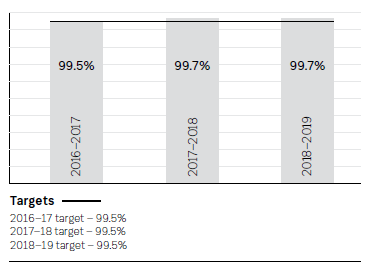 99.5%
99.7%
99.7%
2016–2017
2017–2018
2018–2019
Targets
2016–17 target – 99.5%
2017–18 target – 99.5%
2018–19 target – 99.5%